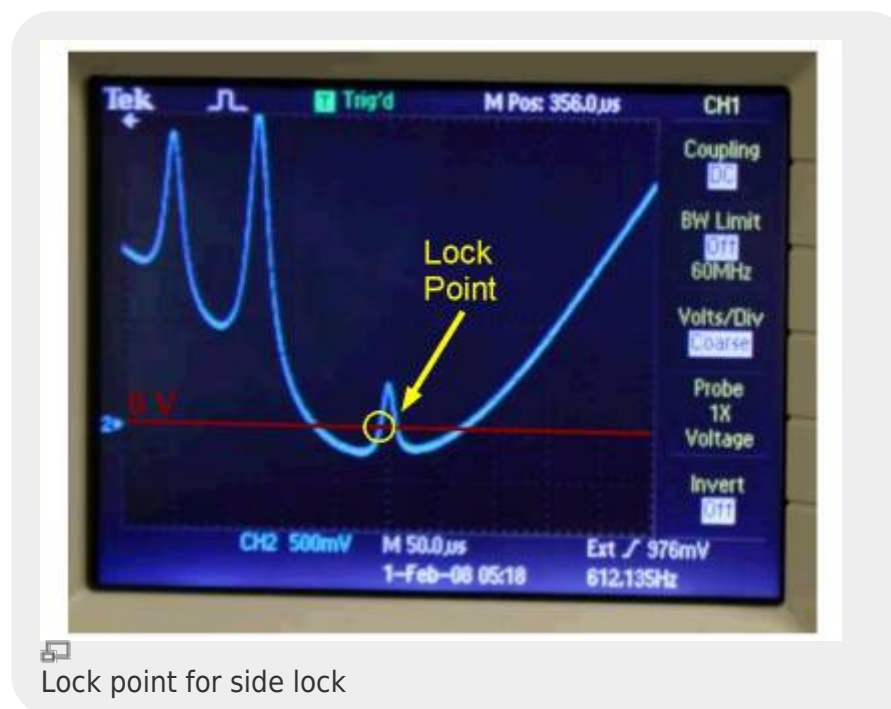 Tek Trig'd M Pos: 356.0µs CH1
Coupling
DC
BW Limit
Off
60MHz
Lock
Point
Volts/Div
Coarse
Probe
1X
Voltage
0 V
2
Invert
Off
CH2 500mV M 50.0µs Ext 976mV
1-Feb-08 05:18 612.135Hz
Lock point for side lock